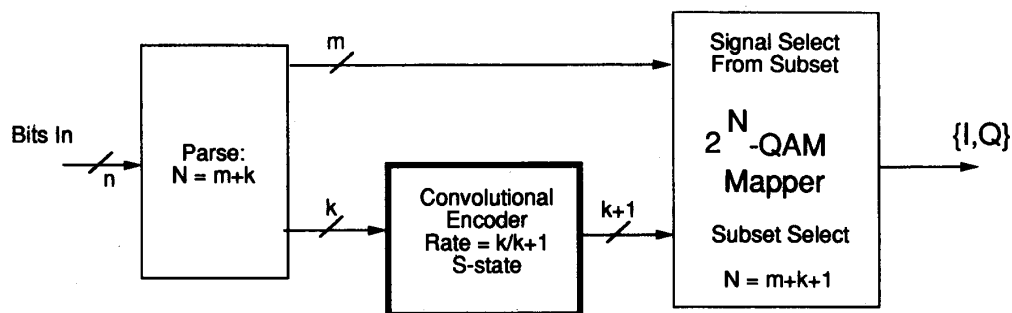 Bits In
n
Parse:
N = m+k
m
k
Convolutional
Encoder
Rate = k/k+1
S-state
k+1
Signal Select
From Subset
2^N-QAM
Mapper
Subset Select
N = m+k+1
{I,Q}